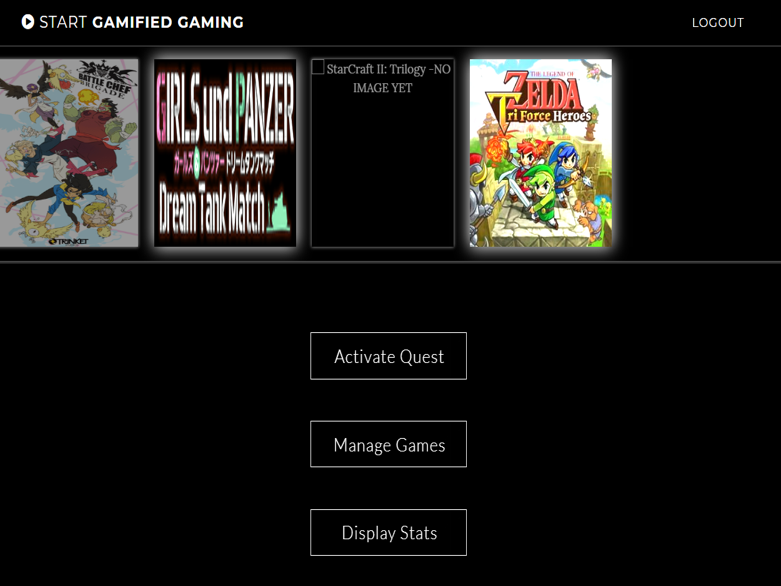 START GAMIFIED GAMING
LOGOUT
BATTLE CHEF
BRIGADE
TRINKET
GIRLS und PANZER
ガールズ&パンツァー ドリームタンクマッチ
Dream Tank Match
StarCraft II: Trilogy -NO
IMAGE YET
THE LEGEND OF
ZELDA
Tri Force Heroes
Activate Quest
Manage Games
Display Stats